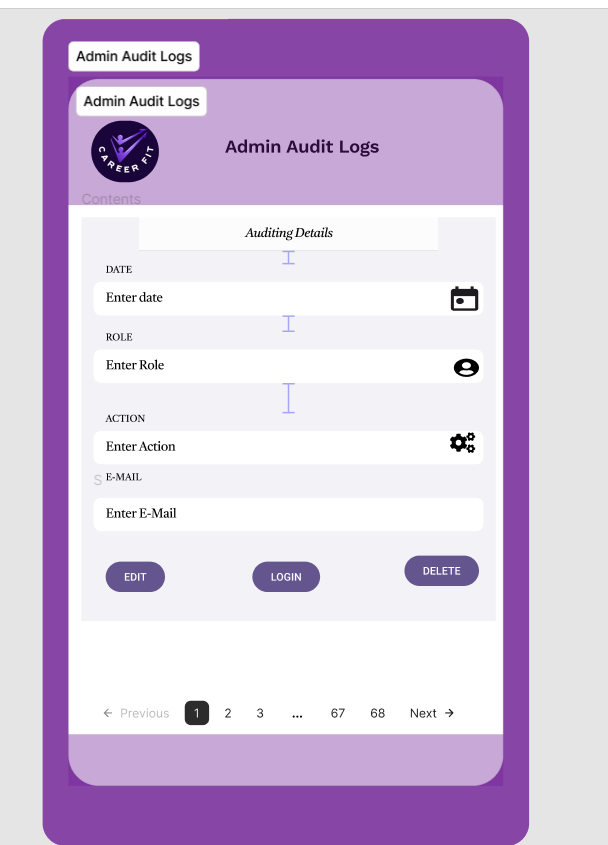 Admin Audit Logs
Admin Audit Logs
CAREER FIT
Admin Audit Logs
Contents
Auditing Details
DATE
Enter date
ROLE
Enter Role
ACTION
Enter Action
S E-MAIL
Enter E-Mail
EDIT LOGIN DELETE
← Previous 1 2 3 ... 67 68 Next →